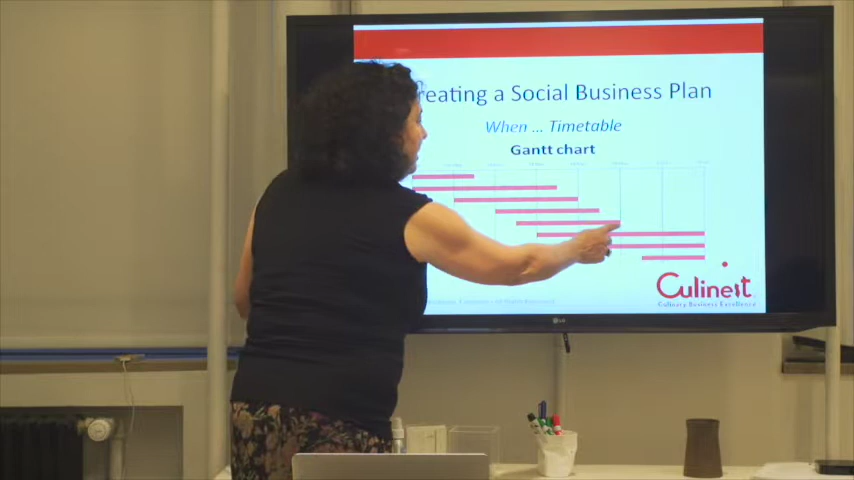 reating a Social Business Plan
When ... Timetable
Gantt chart
Culineit
Culinary Business Excellence
LG